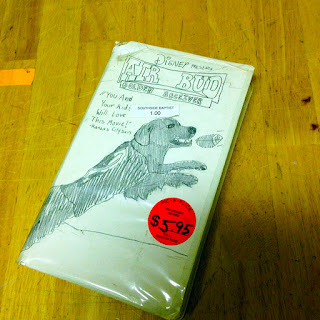 DISNEY PRESENTS
AIR BUD
GOLDEN RECEIVER
SOUTHSIDE BAPTIST
1.00
"You And
Your Kids
Will Love
This Movie!"
$5.95